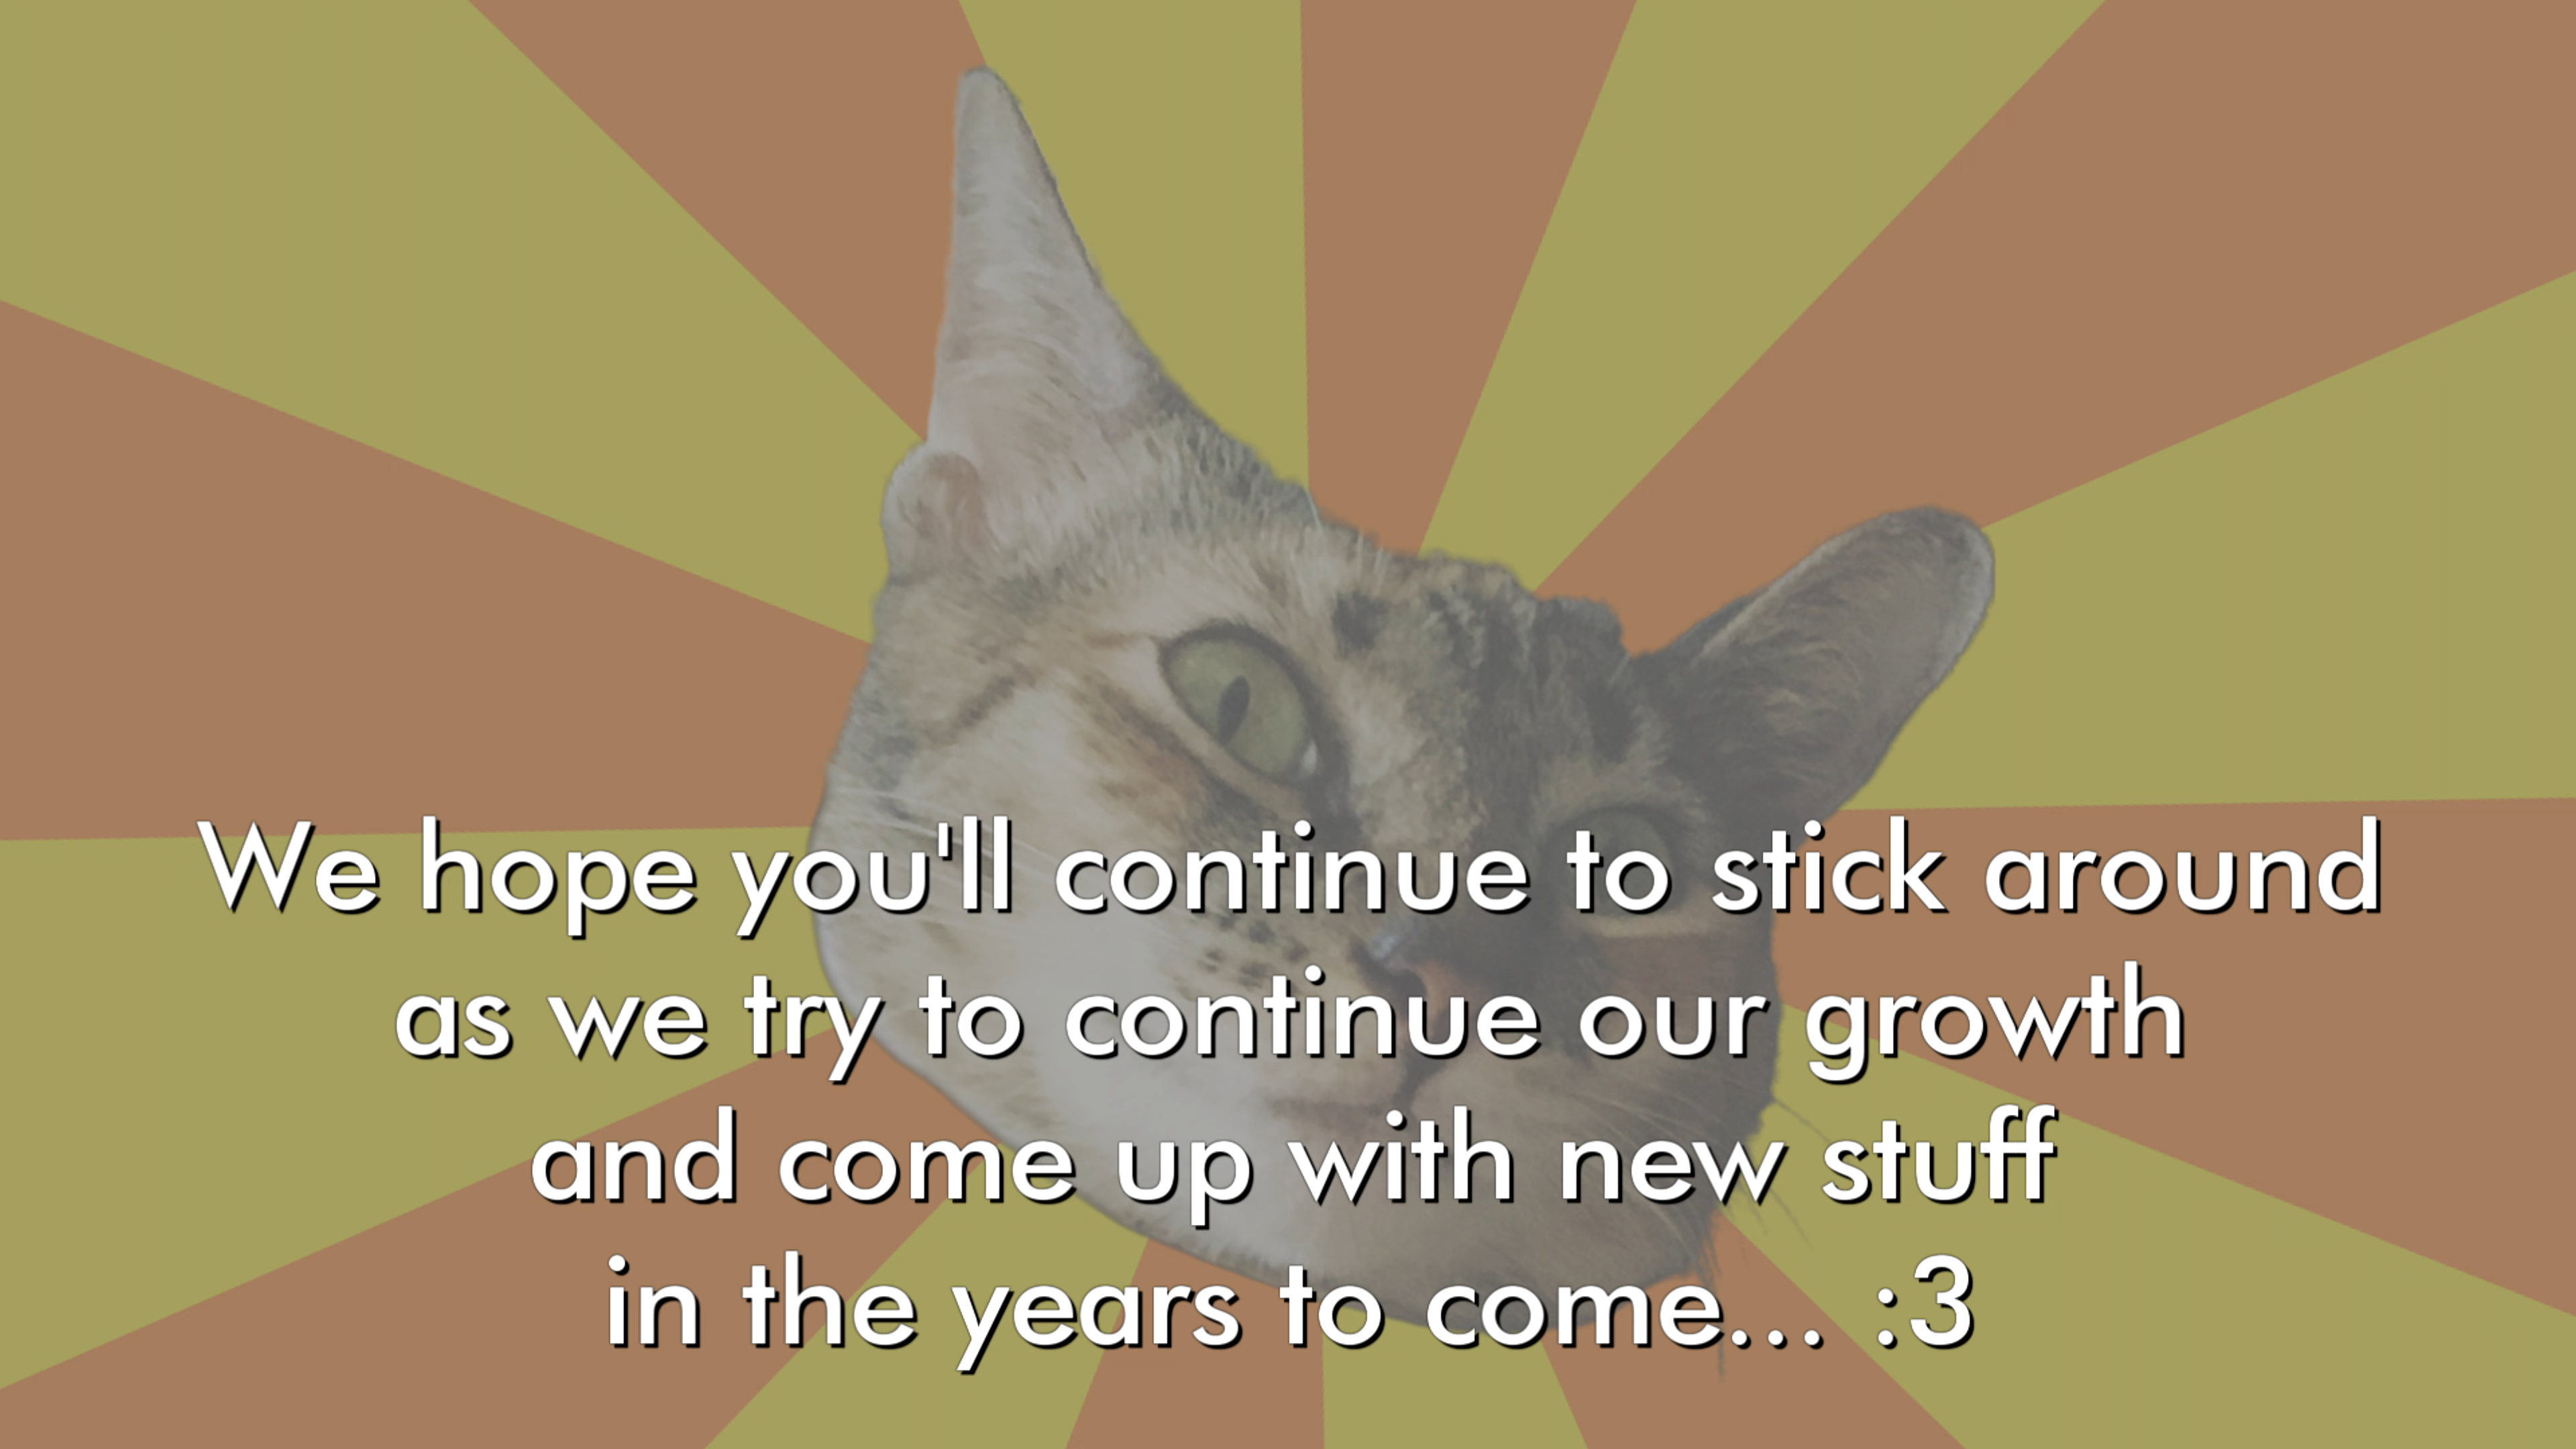 We hope you'll continue to stick around
as we try to continue our growth
and come up with new stuff
in the years to come... :3